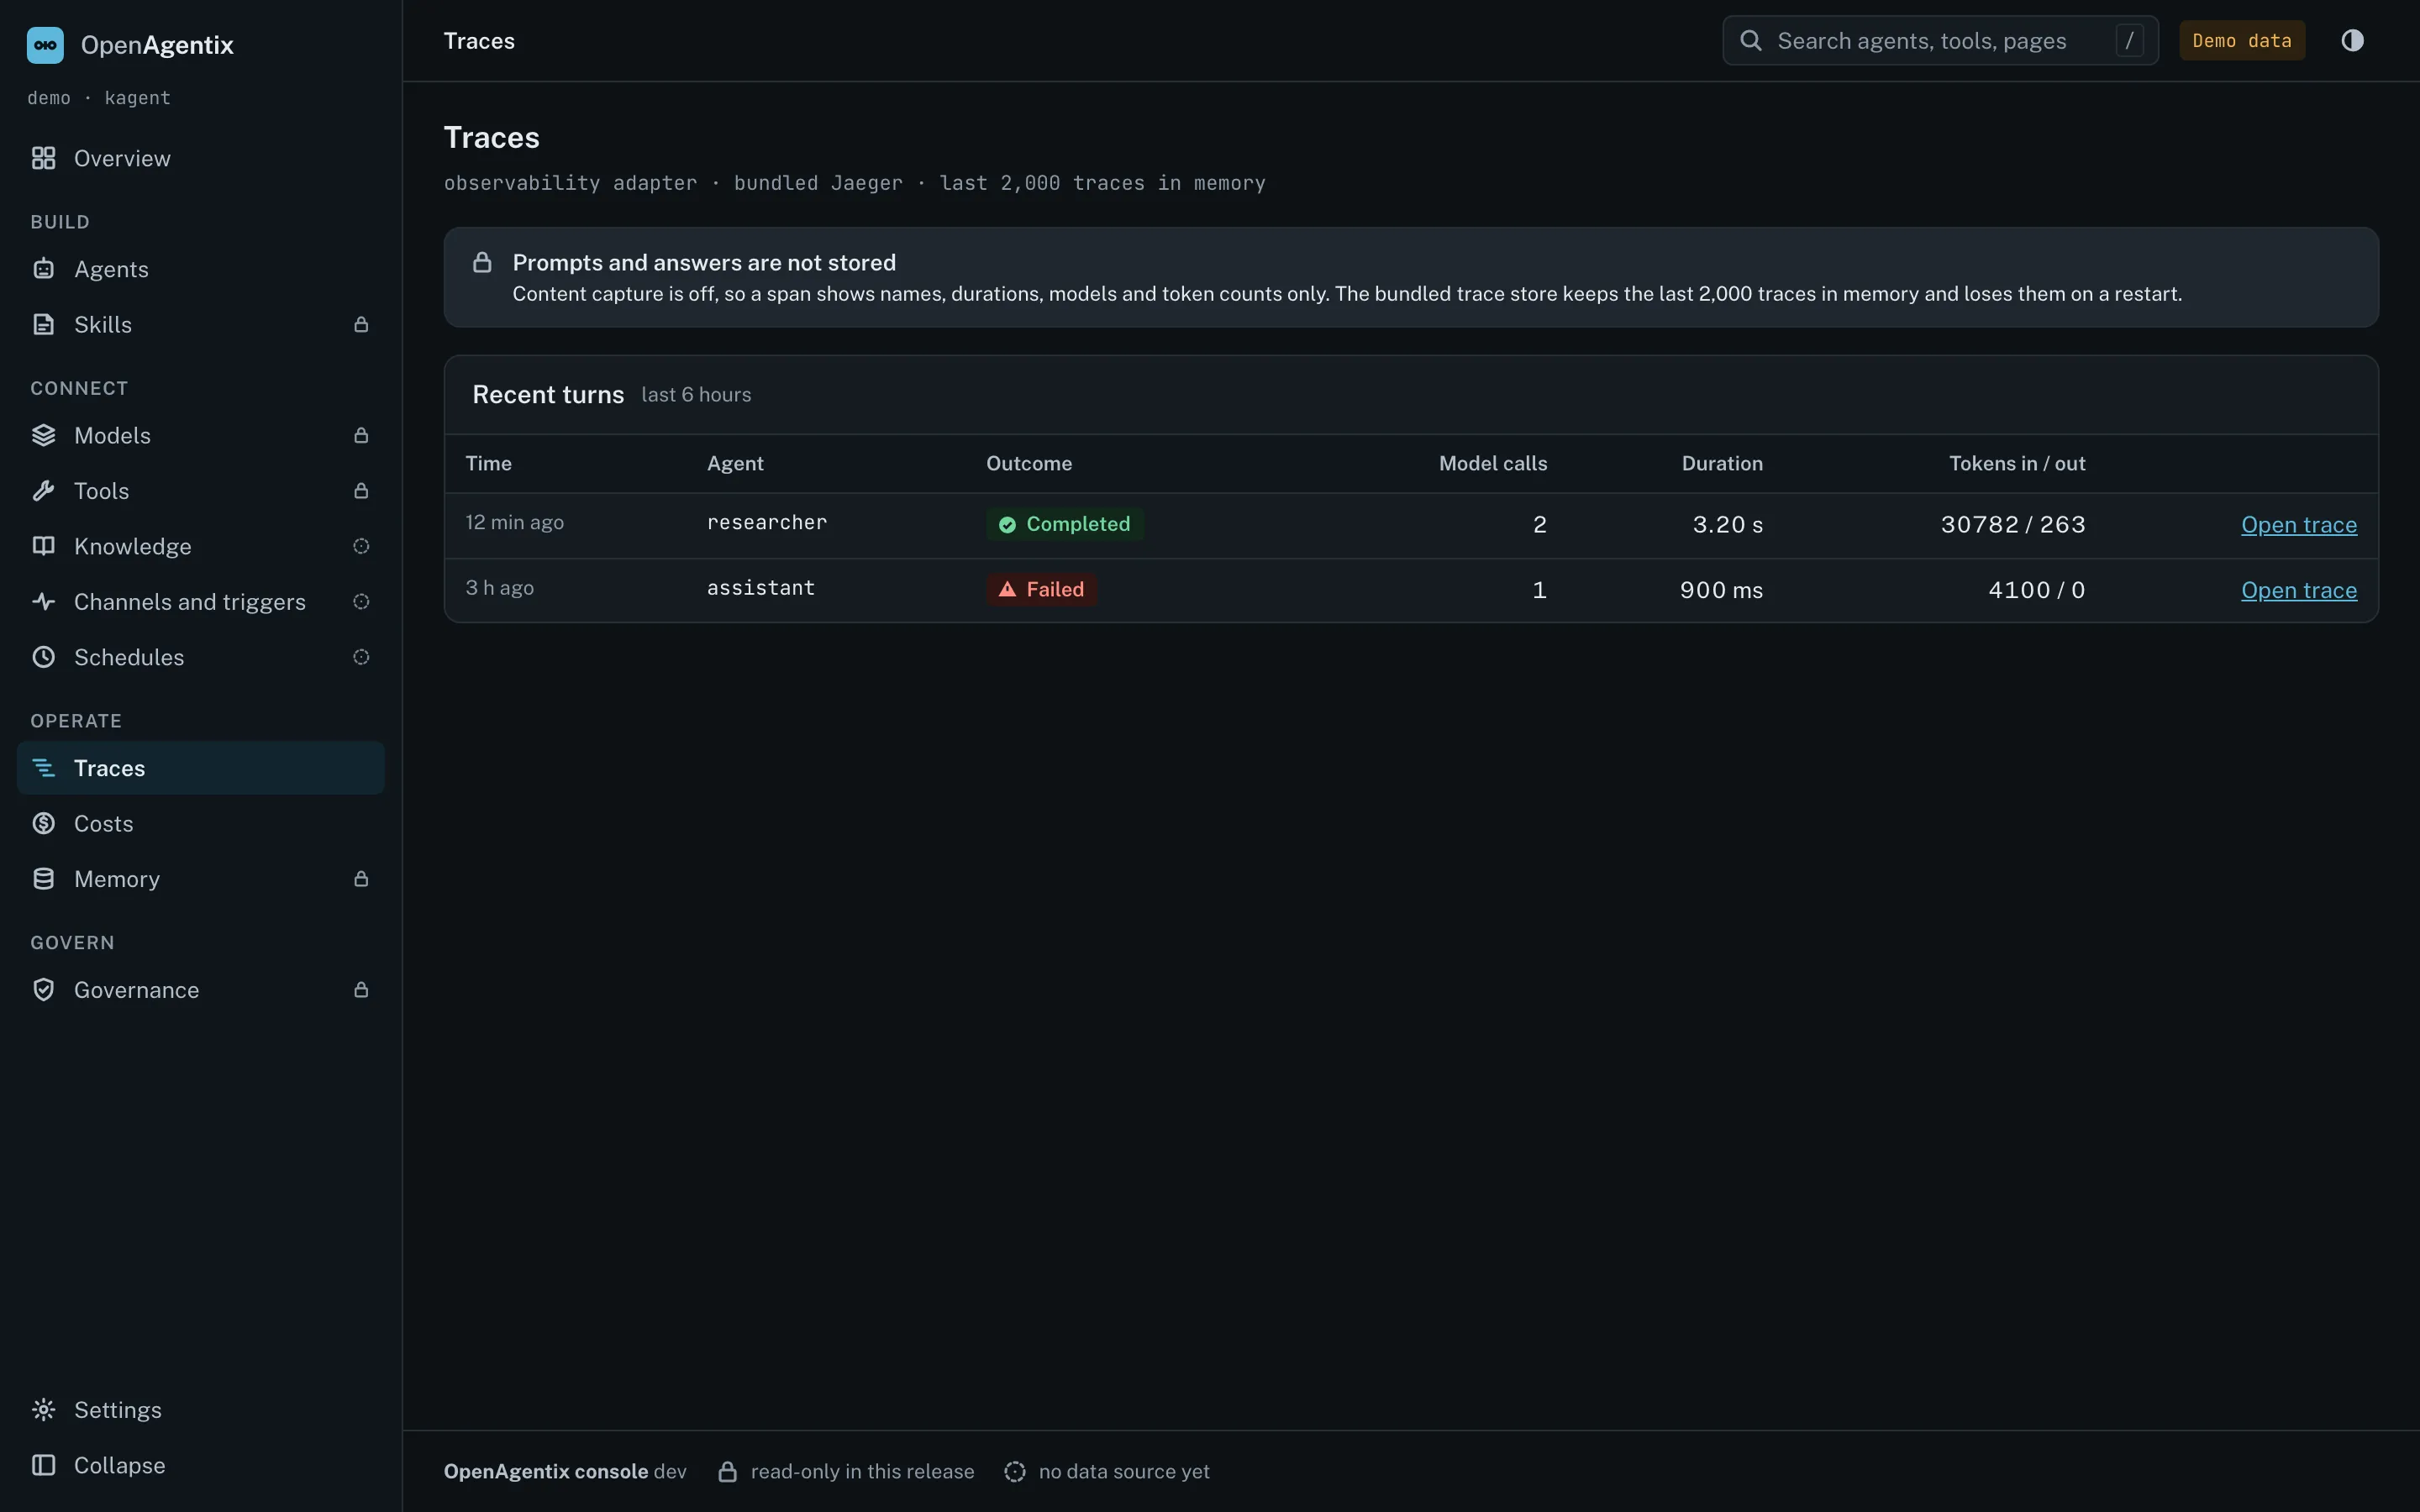 OpenAgentix
demo · kagent
Overview
BUILD
Agents
Skills
CONNECT
Models
Tools
Knowledge
Channels and triggers
Schedules
OPERATE
Traces
Costs
Memory
GOVERN
Governance
Settings
Collapse
Traces
Search agents, tools, pages /
Demo data
Traces
observability adapter · bundled Jaeger · last 2,000 traces in memory
Prompts and answers are not stored
Content capture is off, so a span shows names, durations, models and token counts only. The bundled trace store keeps the last 2,000 traces in memory and loses them on a restart.
Recent turns last 6 hours
Time Agent Outcome Model calls Duration Tokens in / out
12 min ago researcher Completed 2 3.20 s 30782 / 263 Open trace
3 h ago assistant Failed 1 900 ms 4100 / 0 Open trace
OpenAgentix console dev read-only in this release no data source yet